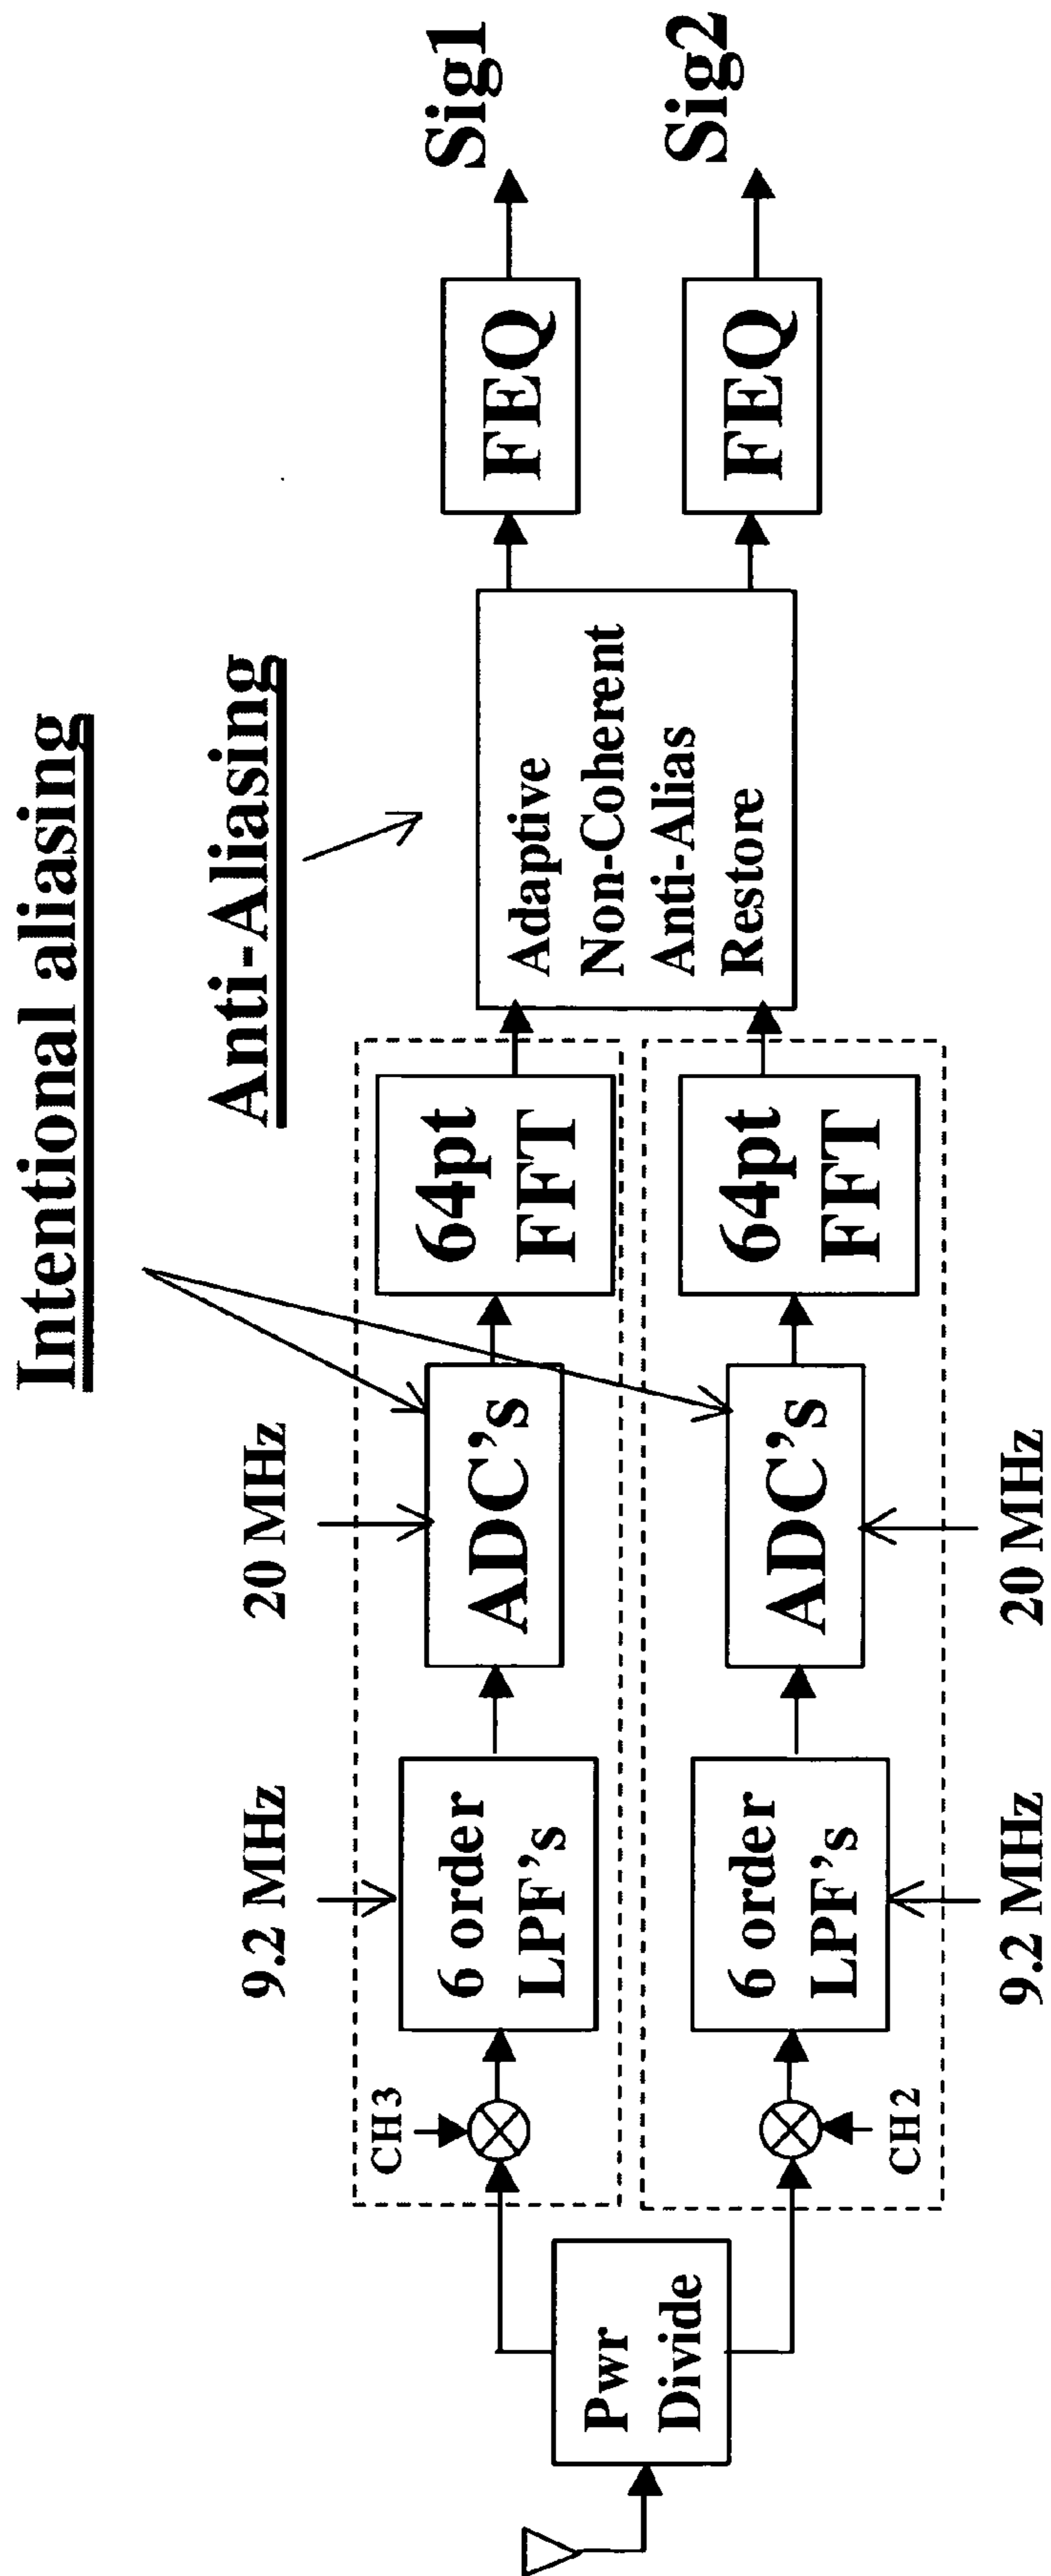 Intentional aliasing
Anti-Aliasing
9.2 MHz
20 MHz
CH3
6 order
LPF's
ADC's
64pt
FFT
Pwr
Divide
Adaptive
Non-Coherent
Anti-Alias
Restore
FEQ
Sig1
CH2
6 order
LPF's
ADC's
64pt
FFT
FEQ
Sig2
9.2 MHz
20 MHz